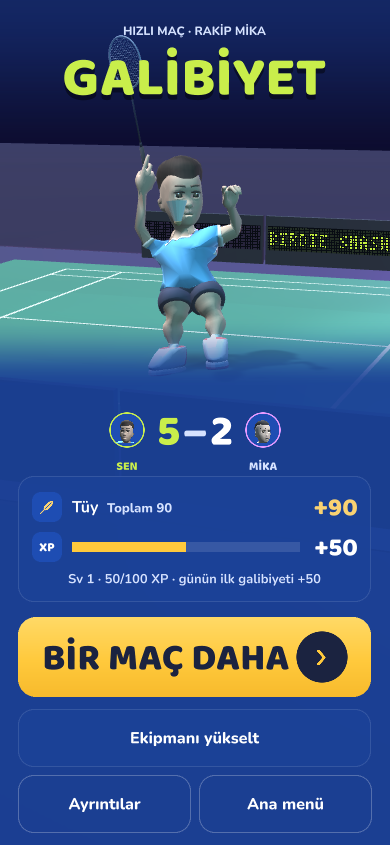 HIZLI MAÇ · RAKİP MİKA
GALİBİYET
BIRDIE SMASH
5–2
SEN
MİKA
Tüy Toplam 90 +90
XP +50
Sv 1 · 50/100 XP · günün ilk galibiyeti +50
BİR MAÇ DAHA
Ekipmanı yükselt
Ayrıntılar
Ana menü